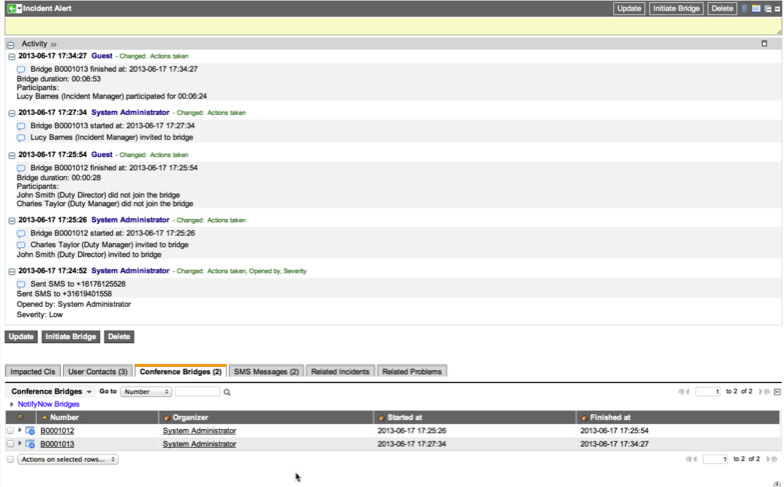 Incident Alert
Update Initiate Bridge Delete
Activity
2013-06-17 17:34:27 Guest - Changed: Actions taken
Bridge B0001013 finished at: 2013-06-17 17:34:27
Bridge duration: 00:06:53
Participants:
Lucy Barnes (Incident Manager) participated for 00:06:24
2013-06-17 17:27:34 System Administrator - Changed: Actions taken
Bridge B0001013 started at: 2013-06-17 17:27:34
Lucy Barnes (Incident Manager) invited to bridge
2013-06-17 17:25:54 Guest - Changed: Actions taken
Bridge B0001012 finished at: 2013-06-17 17:25:54
Bridge duration: 00:00:28
Participants:
John Smith (Duty Director) did not join the bridge
Charles Taylor (Duty Manager) did not join the bridge
2013-06-17 17:25:26 System Administrator - Changed: Actions taken
Bridge B0001012 started at: 2013-06-17 17:25:26
Charles Taylor (Duty Manager) invited to bridge
John Smith (Duty Director) invited to bridge
2013-06-17 17:24:52 System Administrator - Changed: Actions taken, Opened by, Severity
Sent SMS to +16176125528
Sent SMS to +31619401558
Opened by: System Administrator
Severity: Low
Update Initiate Bridge Delete
Impacted CIs User Contacts (3) Conference Bridges (2) SMS Messages (2) Related Incidents Related Problems
Conference Bridges Go to Number 1 to 2 of 2
NotifyNow Bridges
Number Organizer Started at Finished at
B0001012 System Administrator 2013-06-17 17:25:26 2013-06-17 17:25:54
B0001013 System Administrator 2013-06-17 17:27:34 2013-06-17 17:34:27
Actions on selected rows... 1 to 2 of 2